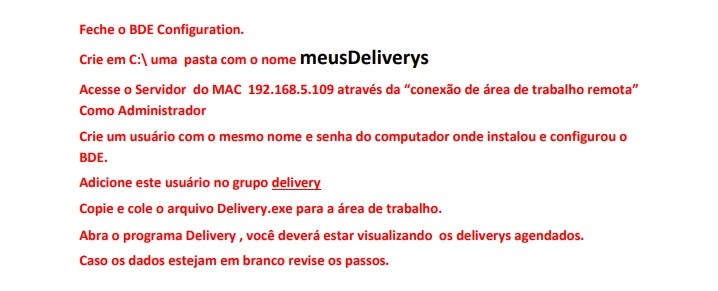 Feche o BDE Configuration.
Crie em C:\ uma pasta com o nome meusDeliverys
Acesse o Servidor do MAC 192.168.5.109 através da “conexão de área de trabalho remota”
Como Administrador
Crie um usuário com o mesmo nome e senha do computador onde instalou e configurou o
BDE.
Adicione este usuário no grupo delivery
Copie e cole o arquivo Delivery.exe para a área de trabalho.
Abra o programa Delivery , você deverá estar visualizando os deliverys agendados.
Caso os dados estejam em branco revise os passos.